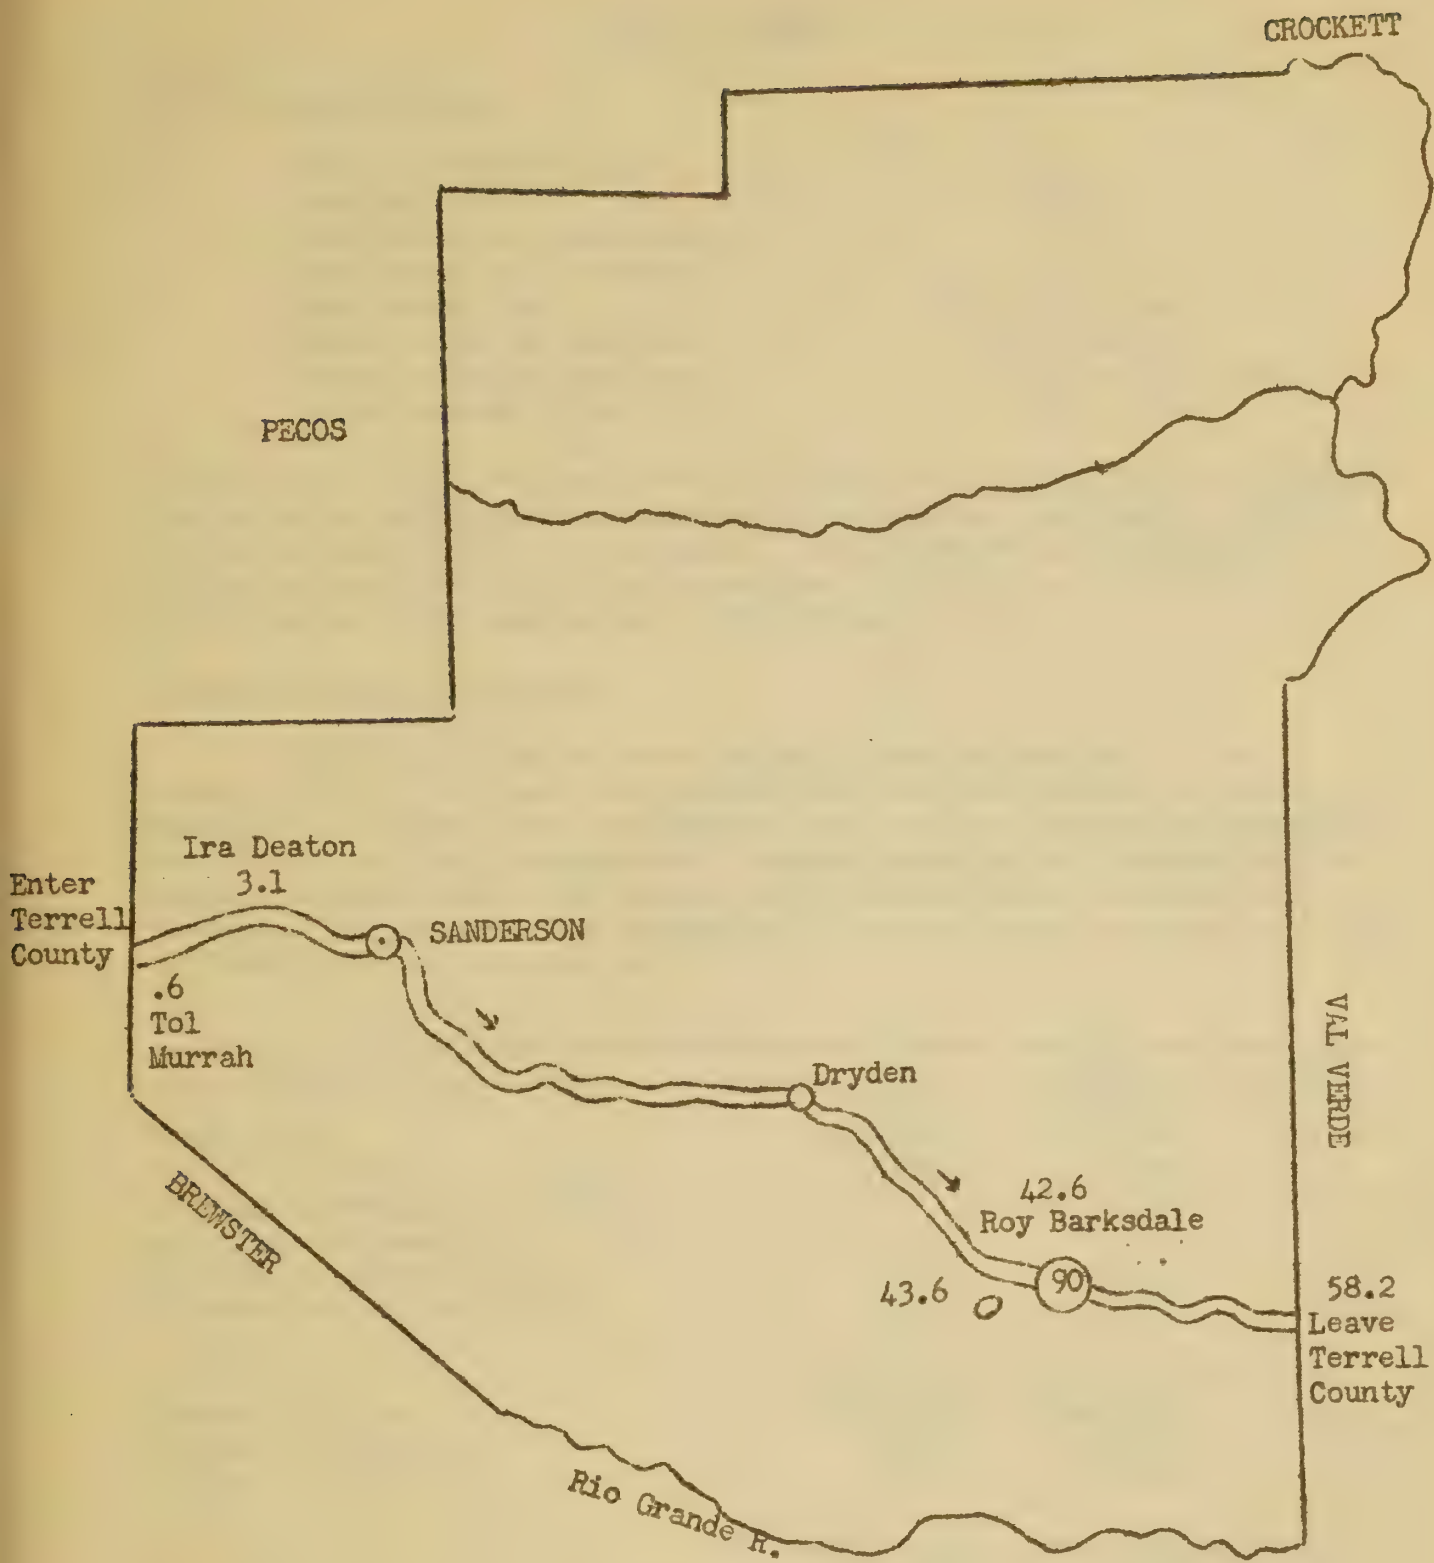 CROCKETT
PECOS
Ira Deaton
3.1
Enter
Terrell
County
SANDERSON
.6
Tol
Murrah
VAL VERDE
Dryden
BREWSTER
42.6
Roy Barksdale
43.6
90
58.2
Leave
Terrell
County
Rio Grande R.